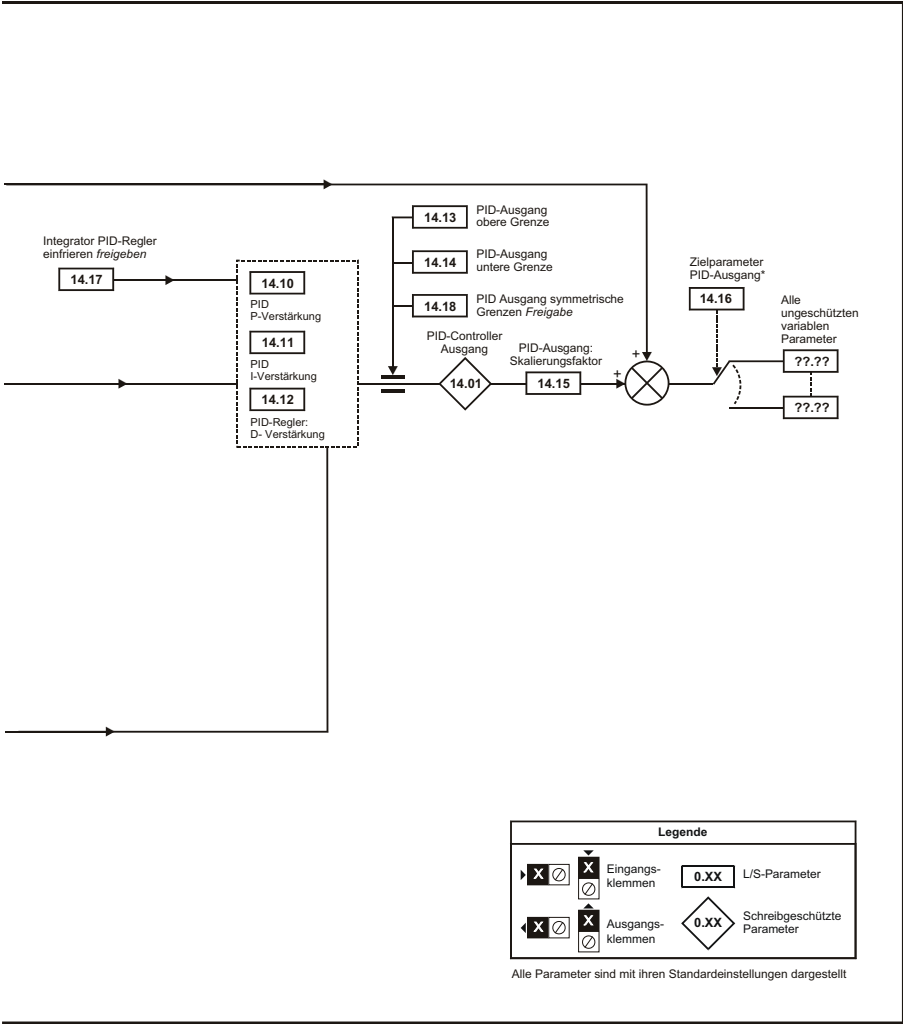 14.13
PID-Ausgang
obere Grenze
Integrator PID-Regler
einfrieren freigeben
14.17
14.14
PID-Ausgang
untere Grenze
14.18
PID Ausgang symmetrische
Grenzen Freigabe
14.10
PID
P-Verstärkung
14.11
PID
I-Verstärkung
14.12
PID-Regler:
D- Verstärkung
PID-Controller
Ausgang
14.01
PID-Ausgang:
Skalierungsfaktor
14.15
+
+
Zielparameter
PID-Ausgang*
14.16
Alle
ungeschützten
variablen
Parameter
??.??
??.??
Legende
X
X
Eingangs-
klemmen
0.XX
L/S-Parameter
X
X
Ausgangs-
klemmen
0.XX
Schreibgeschützte
Parameter
Alle Parameter sind mit ihren Standardeinstellungen dargestellt